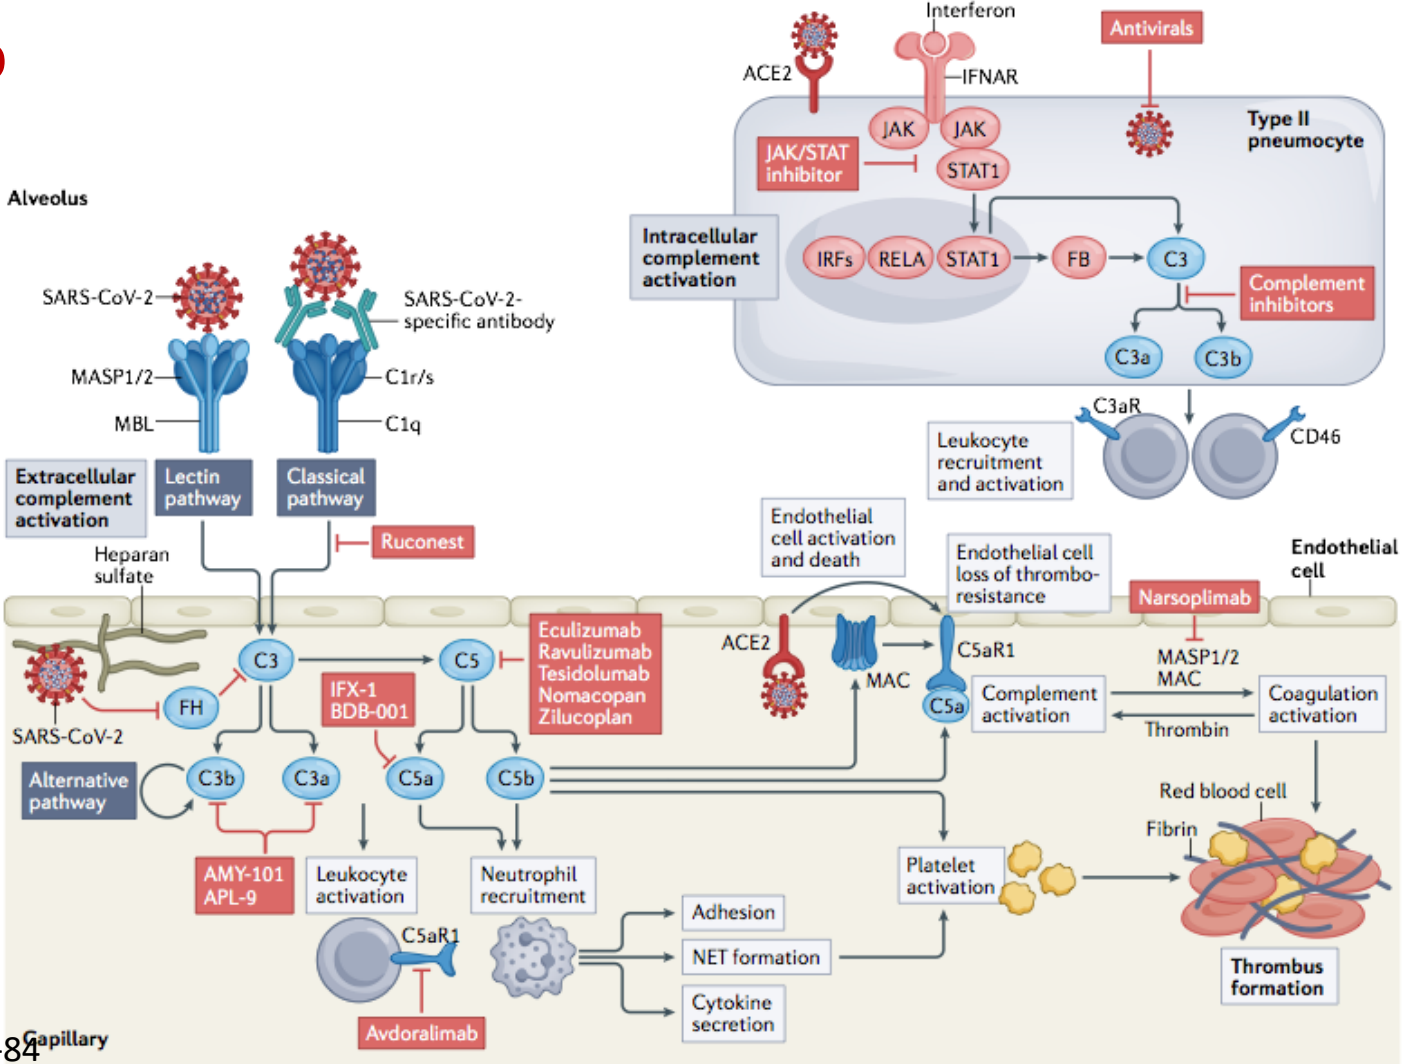 Interferon
Antivirals
ACE2
IFNAR
JAK
JAK
Type II
pneumocyte
JAK/STAT
inhibitor
STAT1
Alveolus
Intracellular
complement
activation
IRFs
RELA
STAT1
FB
C3
Complement
inhibitors
SARS-CoV-2
SARS-CoV-2-
specific antibody
C3a
C3b
MASP1/2
C1r/s
MBL
C1q
C3aR
CD46
Leukocyte
recruitment
and activation
Extracellular
complement
activation
Lectin
pathway
Classical
pathway
Ruconest
Heparan
sulfate
Endothelial
cell activation
and death
Endothelial cell
loss of thrombo-
resistance
Endothelial
cell
Narsoplimab
C3
C5
Eculizumab
Ravulizumab
Tesidolumab
Nomacopan
Zilucoplan
ACE2
MAC
C5aR1
C5a
MASP1/2
MAC
IFX-1
BDB-001
FH
SARS-CoV-2
Complement
activation
Thrombin
Coagulation
activation
Alternative
pathway
C3b
C3a
C5a
C5b
Red blood cell
Fibrin
AMY-101
APL-9
Leukocyte
activation
Neutrophil
recruitment
Platelet
activation
C5aR1
Adhesion
NET formation
Cytokine
secretion
Thrombus
formation
Avdoralimab
Capillary
-84